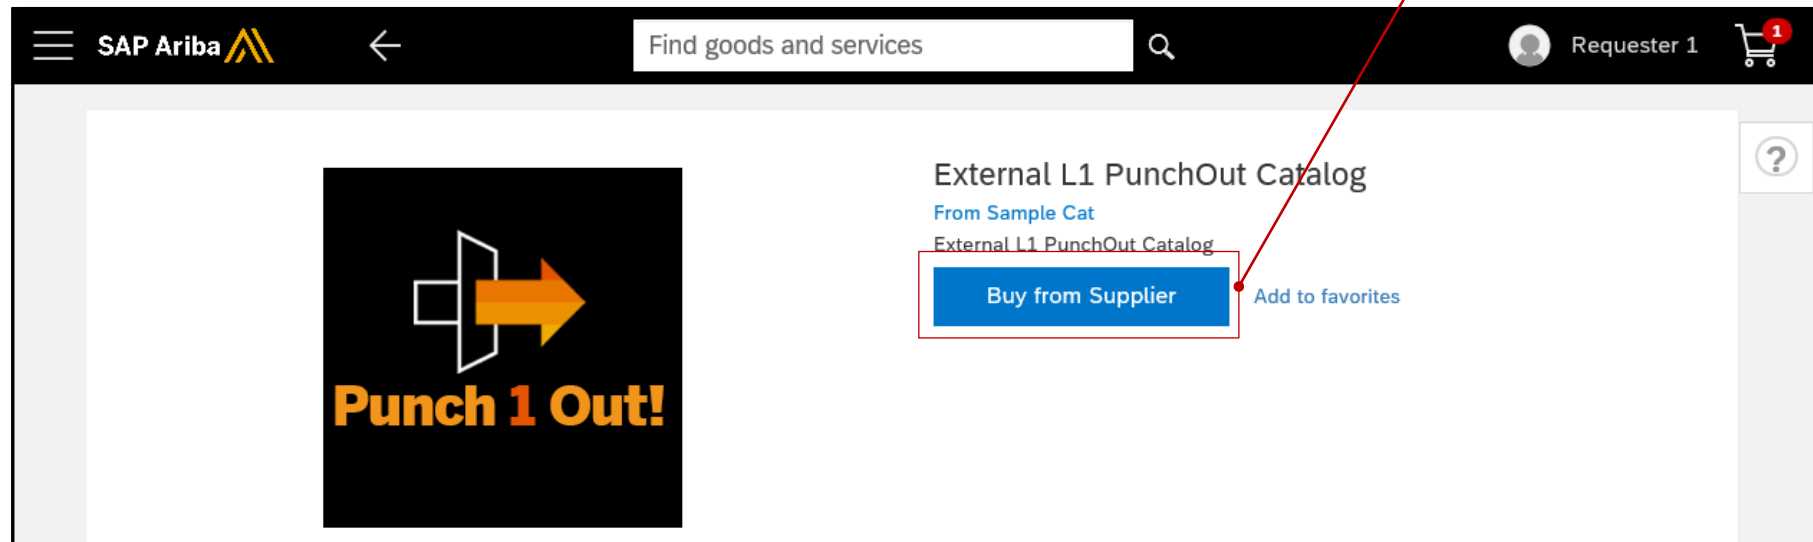 SAP Ariba
Find goods and services
Requester 1
1
?
External L1 PunchOut Catalog
From Sample Cat
External L1 PunchOut Catalog
Buy from Supplier
Add to favorites
Punch 1 Out!